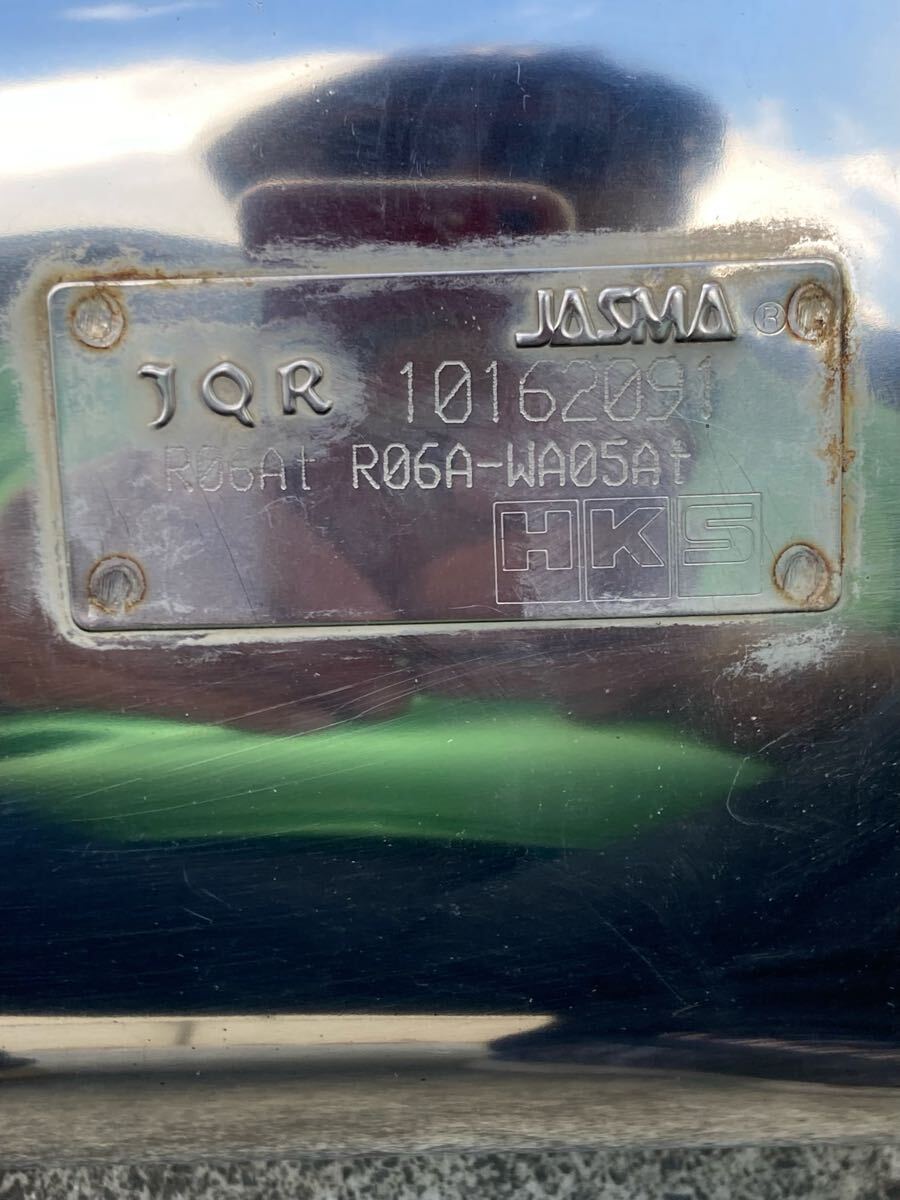 JASMA ®
JQR 10162091
R06At R06A-WA05At
HKS